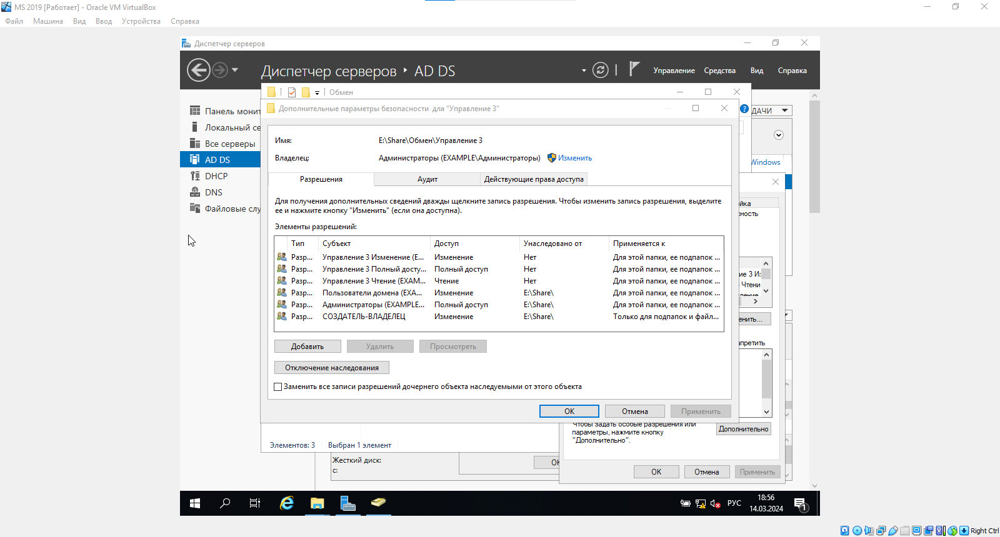 MS 2019 [Работает] - Oracle VM VirtualBox
Файл Машина Вид Ввод Устройства Справка
Диспетчер серверов
Диспетчер серверов AD DS
Управление Средства Вид Справка
Обмен
Дополнительные параметры безопасности для "Управление 3"
Панель монит
Локальный се
Все серверы
AD DS
DHCP
DNS
Файловые слу
ДАЧИ
Windows
Имя: E:\Share\Обмен\Управление 3
Владелец: Администраторы (EXAMPLE\Администраторы) Изменить
Разрешения Аудит Действующие права доступа
Для получения дополнительных сведений дважды щелкните запись разрешения. Чтобы изменить запись разрешения, выделите
ее и нажмите кнопку "Изменить" (если она доступна).
Элементы разрешений:
Тип Субъект Доступ Унаследовано от Применяется к
Разр... Управление 3 Изменение (E... Изменение Нет Для этой папки, ее подпапок ...
Разр... Управление 3 Полный досту... Полный доступ Нет Для этой папки, ее подпапок ...
Разр... Управление 3 Чтение (EXAM... Чтение Нет Для этой папки, ее подпапок ...
Разр... Пользователи домена (EXA... Изменение E:\Share\ Для этой папки, ее подпапок ...
Разр... Администраторы (EXAMPLE... Полный доступ E:\Share\ Для этой папки, ее подпапок ...
Разр... СОЗДАТЕЛЬ-ВЛАДЕЛЕЦ Изменение E:\Share\ Только для подпапок и файл...
Добавить Удалить Просмотреть
Отключение наследования
Заменить все записи разрешений дочернего объекта наследуемыми от этого объекта
ОК Отмена Применить
йка
сность
ие 3 Из
Чтени
енить...
апретить
Чтобы задать особые разрешения или
параметры, нажмите кнопку
"Дополнительно".
Дополнительно
ОК Отмена Применить
Элементов: 3 Выбран 1 элемент
Жесткий диск:
c:
ОК
РУС
18:56
14.03.2024
1
Right Ctrl